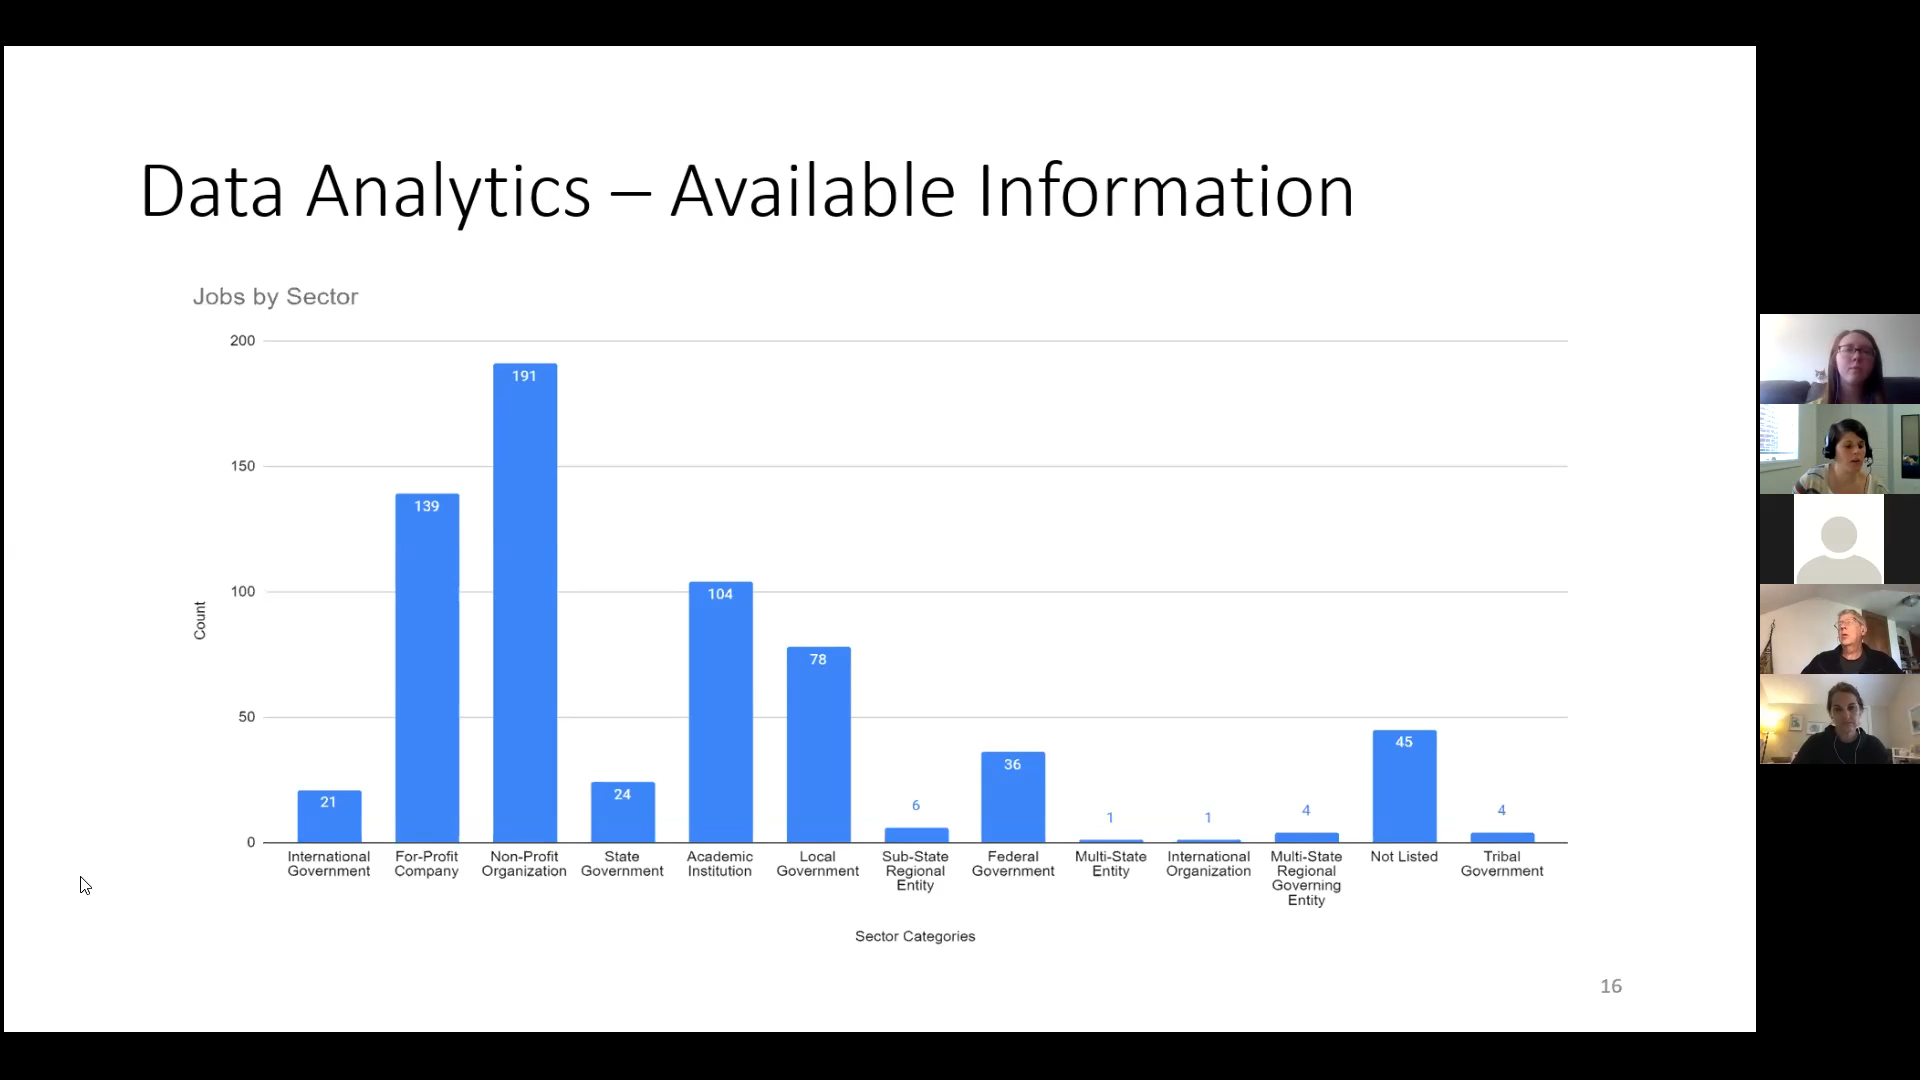 Data Analytics – Available Information
Jobs by Sector
200
150
100
50
0
Count
21
139
191
24
104
78
6
36
1
1
4
45
4
International
Government
For-Profit
Company
Non-Profit
Organization
State
Government
Academic
Institution
Local
Government
Sub-State
Regional
Entity
Federal
Government
Multi-State
Entity
International
Organization
Multi-State
Regional
Governing
Entity
Not Listed
Tribal
Government
Sector Categories
16